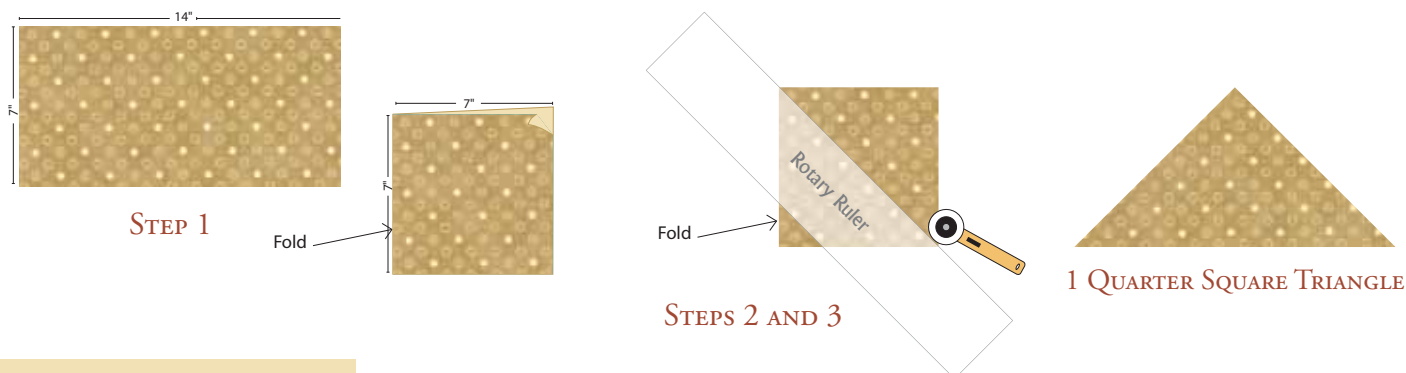 14"
7"
STEP 1
7"
7"
Fold
Rotary Ruler
Fold
STEPS 2 AND 3
1 QUARTER SQUARE TRIANGLE